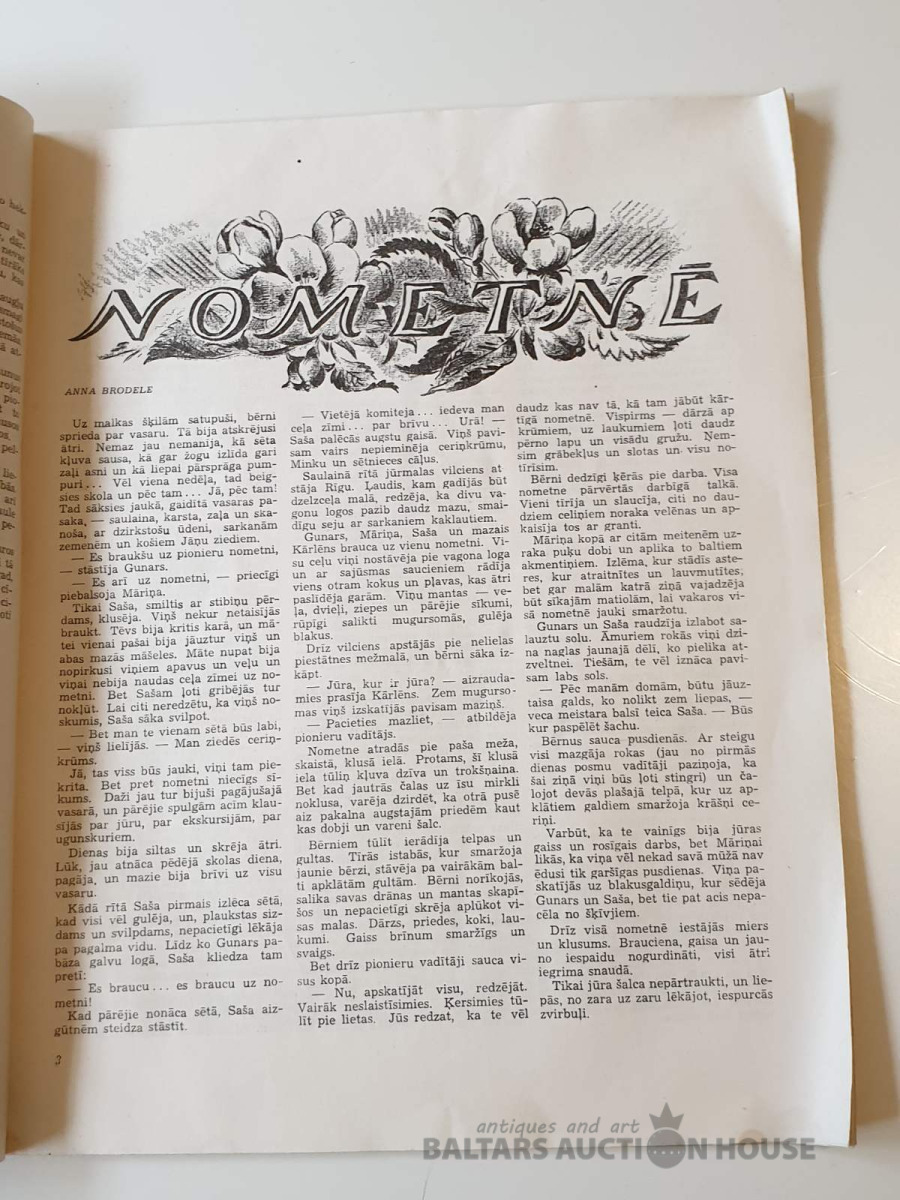 NOMETNĒ
ANNA BRODELE
Uz malkas šķilām satupuši, bērni
sprieda par vasaru. Tā bija atskrējusi
ātri. Nemaz jau nemanija, kā sēta
kļuva sausa, kā gar žogu izlīda gari
zaļi asni un kā liepai pārsprāga pum-
puri... Vēl viena nedēļa, tad beig-
sies skola un pēc tam... Jā, pēc tam!
Tad sāksies jaukā, gaidītā vasaras pa-
saka, — saulaina, karsta, zaļa un ska-
noša, ar dzirkstošu ūdeni, sarkanām
zemenēm un košiem Jāņu ziediem.
— Es braukšu uz pionieru nometni,
— stāstīja Gunars.
— Es arī uz nometni, — priecīgi
piebalsoja Māriņa.
Tikai Saša, smiltis ar stibiņu pēr-
dams, klusēja. Viņš nekur netaisījās
braukt. Tēvs bija kritis karā, un mā-
tei vienai pašai bija jāuztur viņš un
abas mazās māšeles. Māte nupat bija
nopirkusi viņiem apavus un veļu un
viņai nebija naudas ceļa zīmei uz no-
metni. Bet Sašam ļoti gribējās tur
nokļūt. Lai citi neredzētu, ka viņš no-
skumis, Saša sāka svilpot.
— Bet man te vienam sētā būs labi,
— viņš lielījās. — Man ziedēs ceriņ-
krūms.
Jā, tas viss būs jauki, viņi tam pie-
krita. Bet pret nometni niecīgs sī-
kums. Daži jau tur bijuši pagājušajā
vasarā, un pārējie spulgām acīm klau-
sījās par jūru, par ekskursijām, par
ugunskuriem.
Dienas bija siltas un skrēja ātri.
Lūk, jau atnāca pēdējā skolas diena,
pagāja, un mazie bija brīvi uz visu
vasaru.
Kādā rītā Saša pirmais izlēca sētā,
kad visi vēl gulēja, un, plaukstas siz-
dams un svilpdams, nepacietīgi lēkāja
pa pagalma vidu. Līdz ko Gunars pa-
bāza galvu logā, Saša kliedza tam
pretī:
— Es braucu... es braucu uz no-
metni!
Kad pārējie nonāca sētā, Saša aiz-
gūtnēm steidza stāstīt.
3
— Vietējā komiteja... iedeva man
ceļa zīmi... par brīvu... Urā! —
Saša palēcās augstu gaisā. Viņš pavi-
sam vairs nepieminēja ceriņkrūmu,
Minku un sētnieces cāļus.
Saulainā rītā jūrmalas vilciens at-
stāja Rīgu. Ļaudis, kam gadījās būt
dzelzceļa malā, redzēja, ka divu va-
gonu logos pazib daudz mazu, smai-
dīgu seju ar sarkaniem kaklautiem.
Gunars, Māriņa, Saša un mazais
Kārlēns brauca uz vienu nometni. Vi-
su ceļu viņi nostāvēja pie vagona loga
un ar sajūsmas saucieniem rādīja
viens otram kokus un pļavas, kas ātri
paslīdēja garām. Viņu mantas — ve-
ļa, dvieļi, ziepes un pārējie sīkumi,
rūpīgi salikti mugursomās, gulēja
blakus.
Drīz vilciens apstājās pie nelielas
piestātnes mežmalā, un bērni sāka iz-
kāpt.
— Jūra, kur ir jūra? — aizrauda-
mies prasīja Kārlēns. Zem mugurso-
mas viņš izskatījās pavisam maziņš.
— Pacieties mazliet, — atbildēja
pionieru vadītājs.
Nometne atradās pie paša meža,
skaistā, klusā ielā. Protams, šī klusā
iela tūliņ kļuva dzīva un trokšņaina.
Bet kad jautrās čalas uz īsu mirkli
noklusa, varēja dzirdēt, ka otrā pusē
aiz pakalna augstajām priedēm kaut
kas dobji un vareni šalc.
Bērniem tūlīt ierādīja telpas un
gultas. Tīrās istabās, kur smaržoja
jaunie bērzi, stāvēja pa vairākām bal-
ti apklātām gultām. Bērni norīkojās,
salika savas drānas un mantas skapī-
šos un nepacietīgi skrēja aplūkot vi-
sas malas. Dārzs, priedes, koki, lau-
kumi. Gaiss brīnum smaržīgs un
svaigs.
Bet drīz pionieru vadītāji sauca vi-
sus kopā.
— Nu, apskatījāt visu, redzējāt.
Vairāk neslaistīsimies. Ķersimies tū-
līt pie lietas. Jūs redzat, ka te vēl
daudz kas nav tā, kā tam jābūt kār-
tīgā nometnē. Vispirms — dārzā ap
krūmiem, uz laukumiem ļoti daudz
pērno lapu un visādu gružu. Ņem-
sim grābekļus un slotas un visu no-
tīrīsim.
Bērni dedzīgi ķērās pie darba. Visa
nometne pārvērtās darbīgā talkā.
Vieni tīrīja un slaucīja, citi no dau-
dziem celiņiem noraka velēnas un ap-
kaisīja tos ar granti.
Māriņa kopā ar citām meitenēm uz-
raka puķu dobi un aplika to baltiem
akmentiņiem. Izlēma, kur stādīs aste-
res, kur atraitnītes un lauvmutītes;
bet gar malām katrā ziņā vajadzēja
būt sīkajām matiolām, lai vakaros vi-
sā nometnē jauki smaržotu.
Gunars un Saša raudzīja izlabot sa-
lauztu solu. Āmuriem rokās viņi dzi-
na naglas jaunajā dēlī, ko pielika at-
zveltnei. Tiešām, te vēl iznāca pavi-
sam labs sols.
— Pēc manām domām, būtu jāuz-
taisa galds, ko nolikt zem liepas, —
veca meistara balsī teica Saša. — Būs
kur paspēlēt šachu.
Bērnus sauca pusdienās. Ar steigu
visi mazgāja rokas (jau no pirmās
dienas posmu vadītāji paziņoja, ka
šai ziņā viņi būs ļoti stingri) un ča-
lojot devās plašajā telpā, kur uz ap-
klātiem galdiem smaržoja krāšņi ce-
riņi.
Varbūt, ka te vainīgs bija jūras
gaiss un rosīgais darbs, bet Māriņai
likās, ka viņa vēl nekad savā mūžā nav
ēdusi tik garšīgas pusdienas. Viņa pa-
skatījās uz blakusgaldiņu, kur sēdēja
Gunars un Saša, bet tie pat acis nepa-
cēla no šķīvjiem.
Drīz visā nometnē iestājās miers
un klusums. Brauciena, gaisa un jau-
no iespaidu nogurdināti, visi ātri
iegrima snaudā.
Tikai jūra šalca nepārtraukti, un lie-
pās, no zara uz zaru lēkājot, iespurcās
zvirbuļi.
antiques and art
BALTARS AUCTION HOUSE